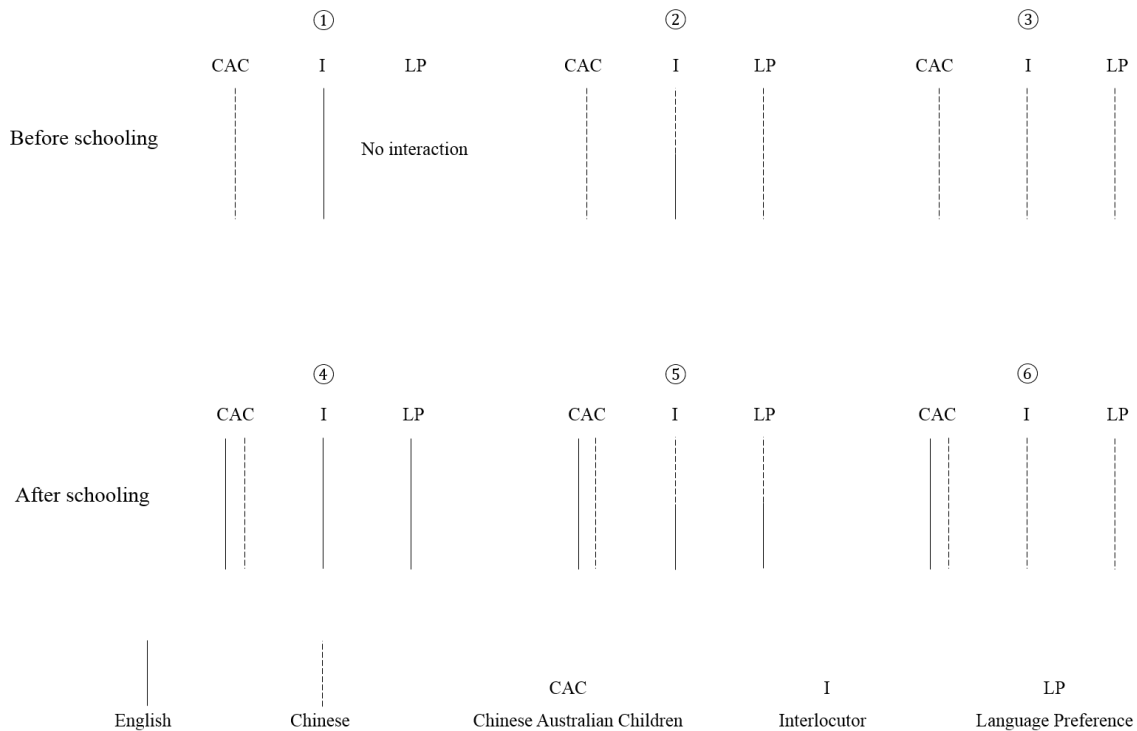 ① ② ③
CAC I LP CAC I LP CAC I LP
Before schooling
No interaction
④ ⑤ ⑥
CAC I LP CAC I LP CAC I LP
After schooling
CAC I LP
English Chinese Chinese Australian Children Interlocutor Language Preference